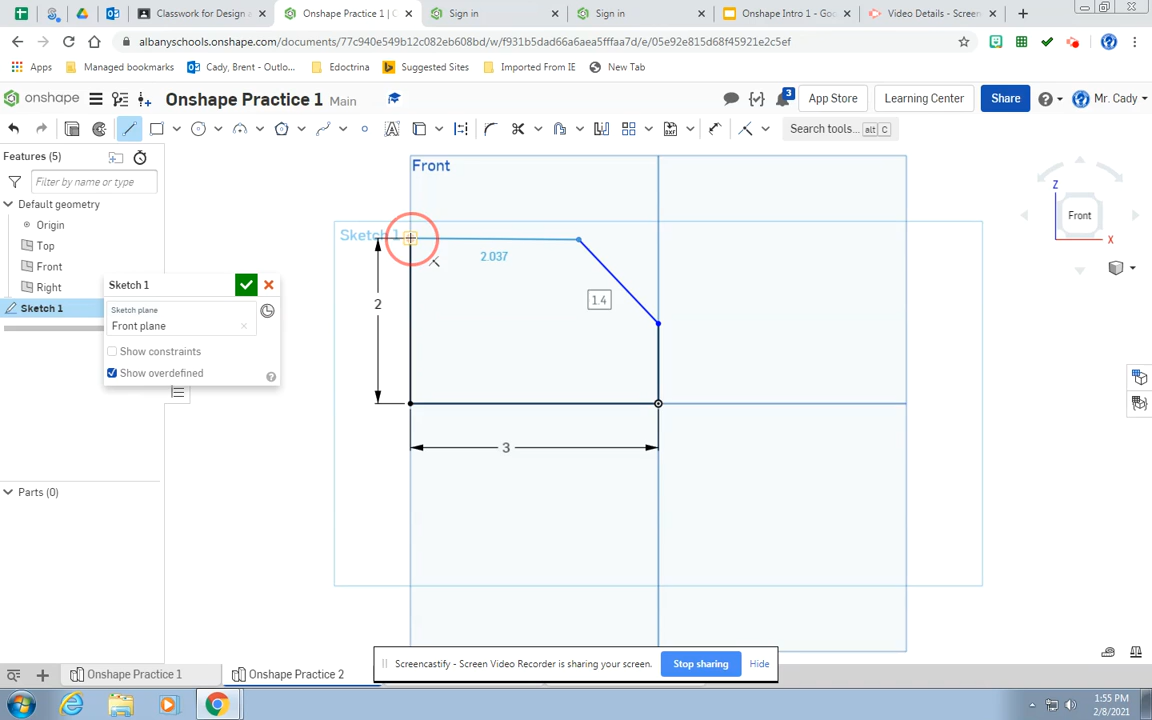 Classwork for Design a
Onshape Practice 1 | C
Sign in
Sign in
Onshape Intro 1 - Goo
Video Details - Screen
albanyschools.onshape.com/documents/77c940e549b12c082eb608bd/w/f931b5dad66a6aea5fffaa7d/e/05e92e815d68f45921e2c5ef
Apps
Managed bookmarks
Cady, Brent - Outlo...
Edoctrina
Suggested Sites
Imported From IE
New Tab
onshape
Onshape Practice 1
Main
3
App Store
Learning Center
Share
Mr. Cady
Search tools...
alt C
Features (5)
Filter by name or type
Default geometry
Origin
Top
Front
Right
Sketch 1
Sketch 1
Sketch plane
Front plane
Show constraints
Show overdefined
Parts (0)
Front
Sketch 1
2.037
2
1.4
3
Z
Front
X
Onshape Practice 1
Onshape Practice 2
Screencastify - Screen Video Recorder is sharing your screen.
Stop sharing
Hide
1:55 PM
2/8/2021